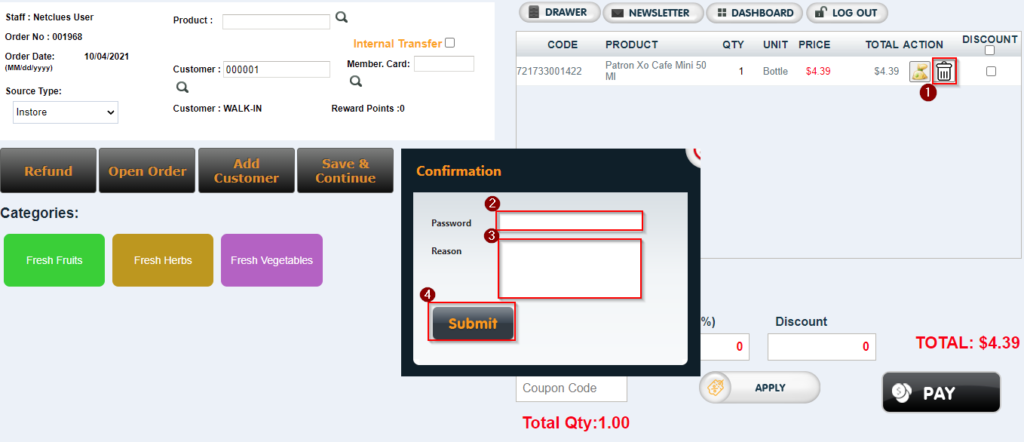 Staff : Netclues User
Product :
Order No : 001968
Order Date: 10/04/2021
(MM/dd/yyyy)
Internal Transfer
Customer : 000001
Member. Card:
Source Type:
Instore
Customer : WALK-IN
Reward Points :0
Refund
Open Order
Add Customer
Save & Continue
Categories:
Fresh Fruits
Fresh Herbs
Fresh Vegetables
DRAWER
NEWSLETTER
DASHBOARD
LOG OUT
CODE PRODUCT QTY UNIT PRICE TOTAL ACTION DISCOUNT
721733001422 Patron Xo Cafe Mini 50 Ml 1 Bottle $4.39 $4.39
1
Confirmation
2
Password
3
Reason
4
Submit
%)
Discount
0
0
TOTAL: $4.39
Coupon Code
APPLY
PAY
Total Qty:1.00